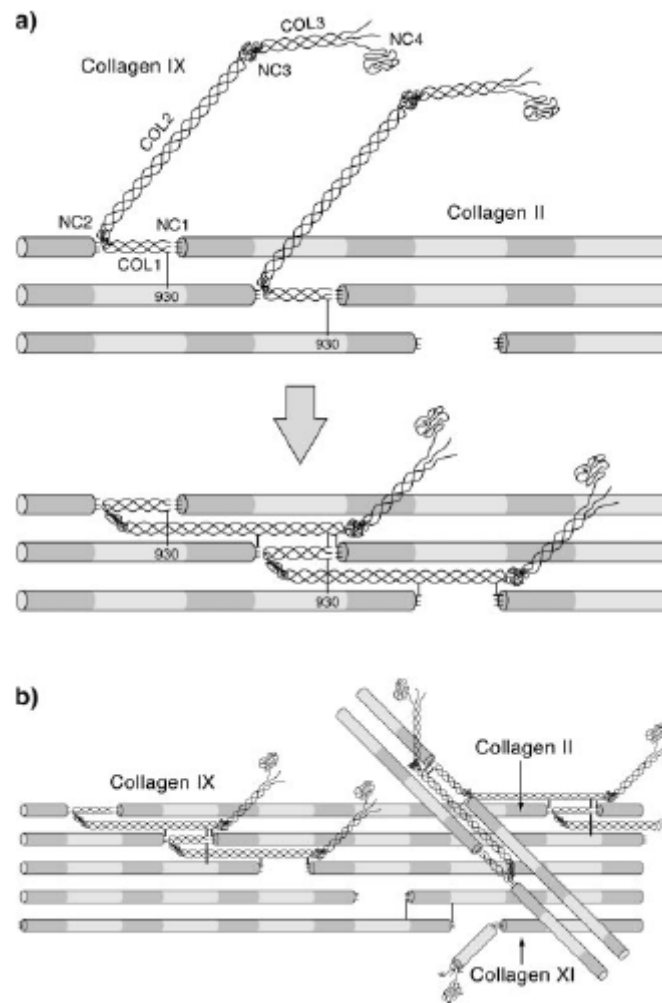 a)
COL3
NC4
Collagen IX
NC3
COL2
NC2
NC1
Collagen II
COL1
930
930
930
930
b)
Collagen II
Collagen IX
Collagen XI